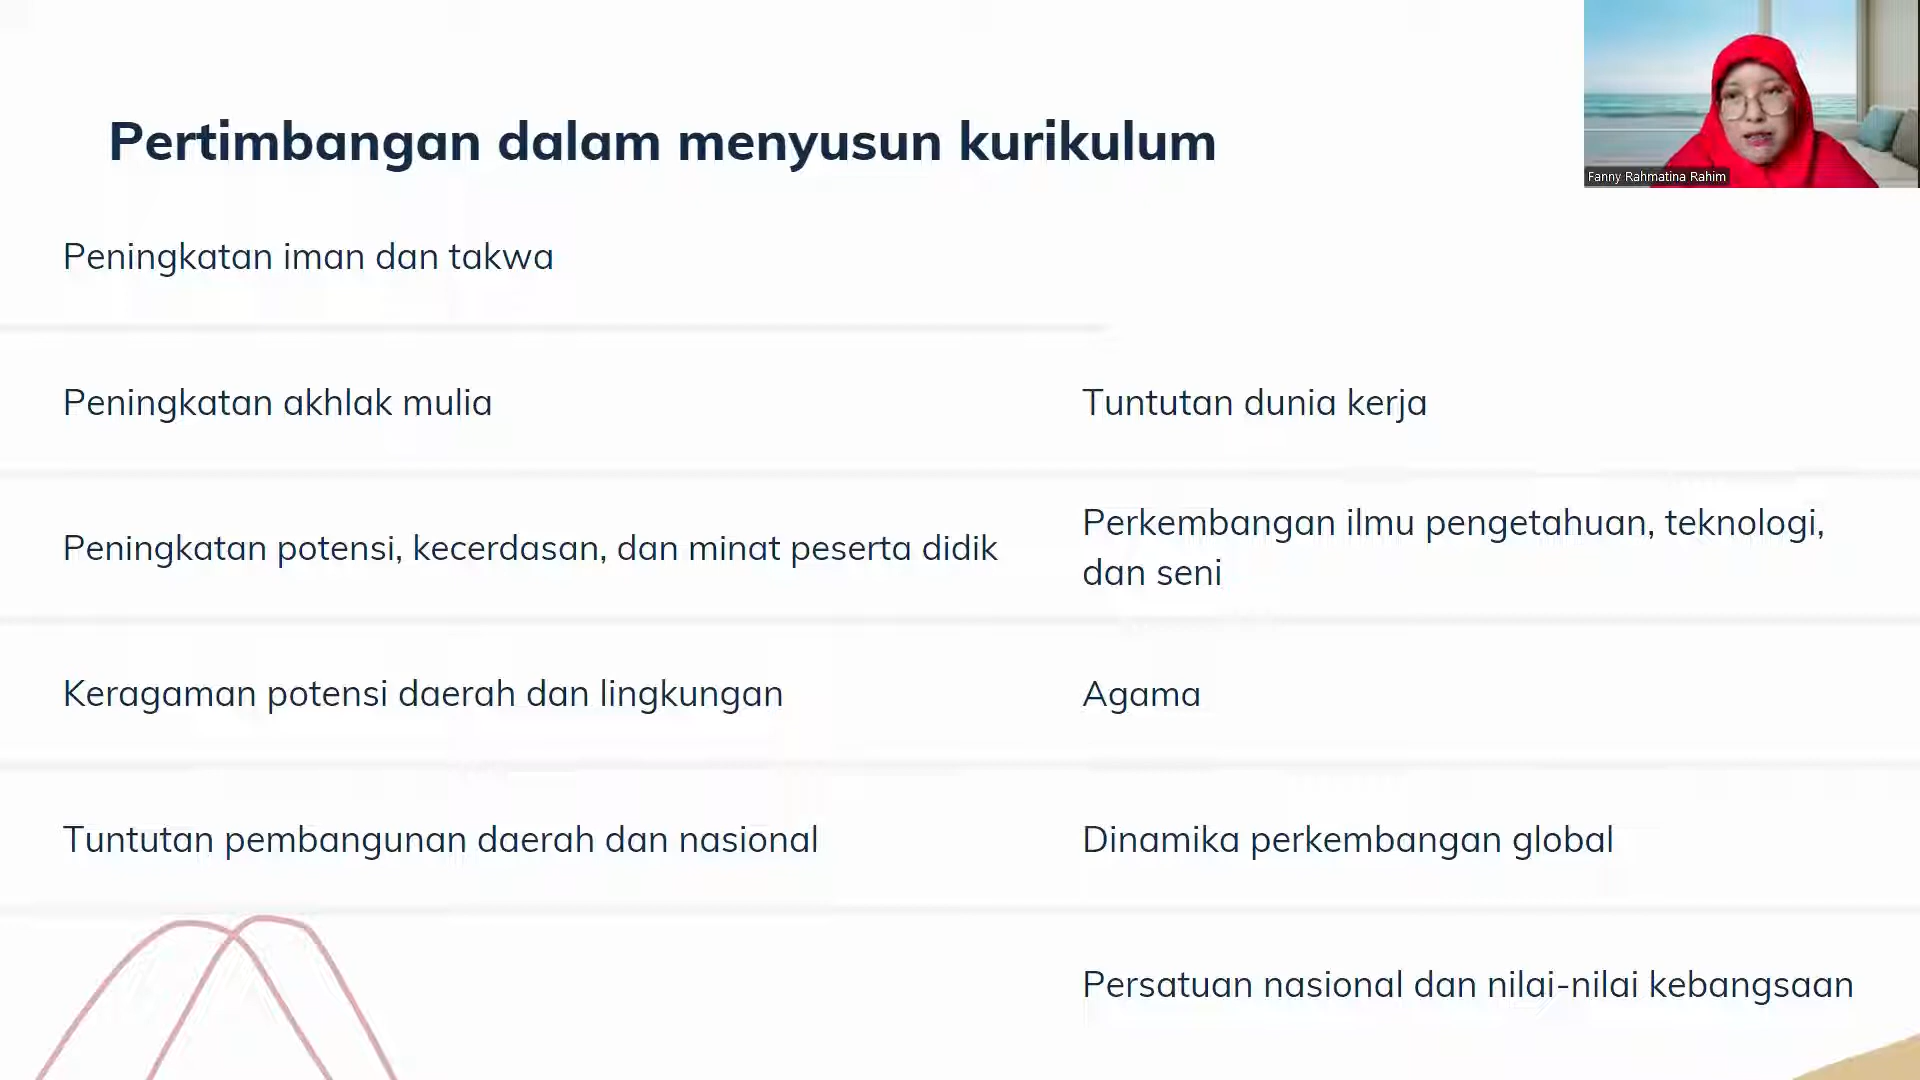 Pertimbangan dalam menyusun kurikulum
Fanny Rahmatina Rahim
Peningkatan iman dan takwa
Peningkatan akhlak mulia
Peningkatan potensi, kecerdasan, dan minat peserta didik
Keragaman potensi daerah dan lingkungan
Tuntutan pembangunan daerah dan nasional
Tuntutan dunia kerja
Perkembangan ilmu pengetahuan, teknologi,
dan seni
Agama
Dinamika perkembangan global
Persatuan nasional dan nilai-nilai kebangsaan